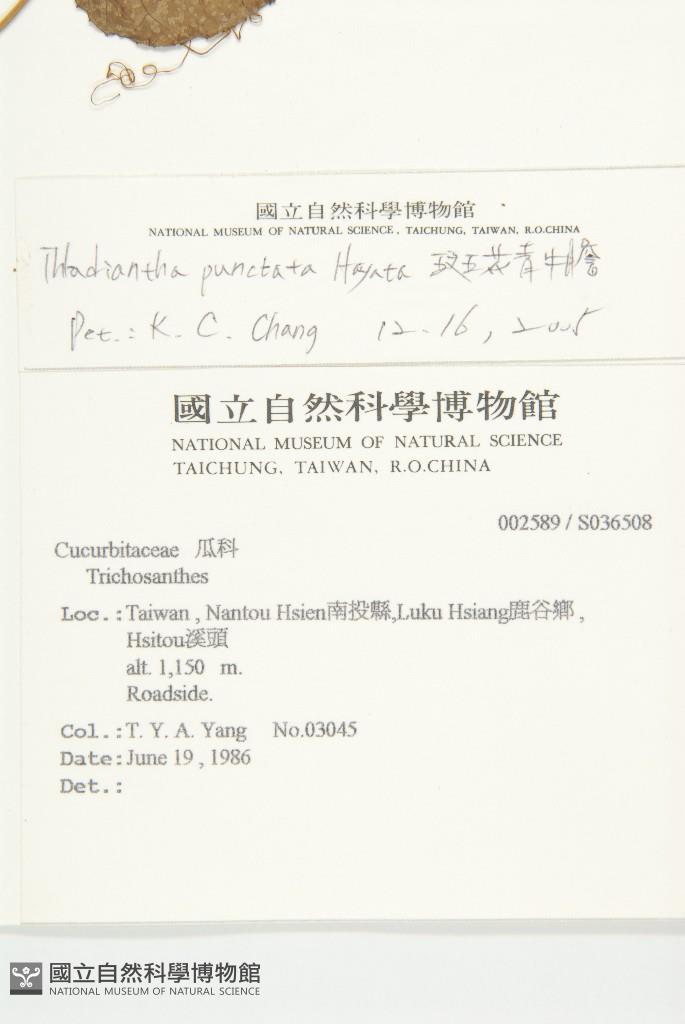 國立自然科學博物館
NATIONAL MUSEUM OF NATURAL SCIENCE, TAICHUNG, TAIWAN, R.O.CHINA
Thladiantha punctata Hayata 斑花青牛膽
Det.: K. C. Chang 12.16, 2005
國立自然科學博物館
NATIONAL MUSEUM OF NATURAL SCIENCE
TAICHUNG, TAIWAN, R.O.CHINA
002589 / S036508
Cucurbitaceae 瓜科
Trichosanthes
Loc.:Taiwan , Nantou Hsien南投縣,Luku Hsiang鹿谷鄉 ,
Hsitou溪頭
alt. 1,150 m.
Roadside.
Col.:T. Y. A. Yang No.03045
Date:June 19 , 1986
Det.:
國立自然科學博物館
NATIONAL MUSEUM OF NATURAL SCIENCE